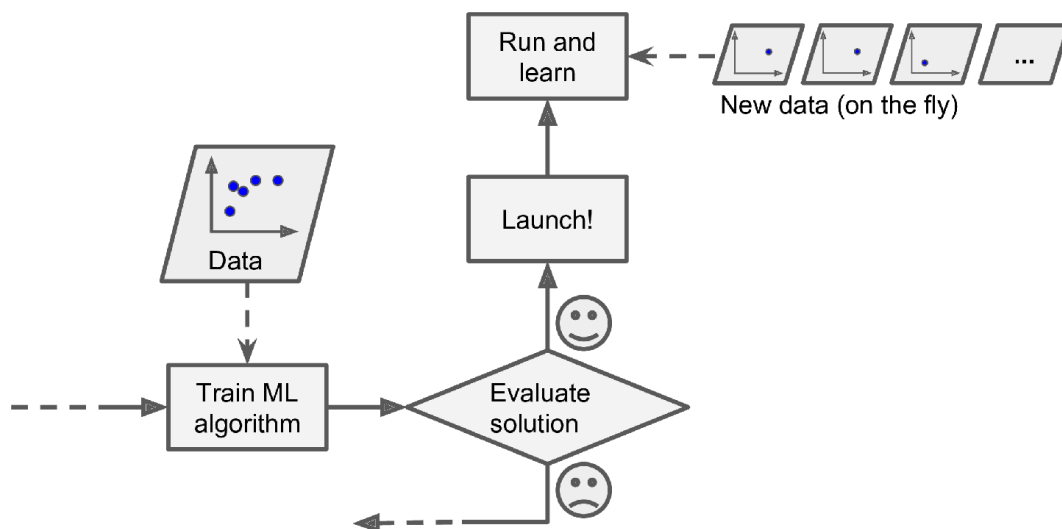 Run and
learn
...
New data (on the fly)
Launch!
Data
Train ML
algorithm
Evaluate
solution